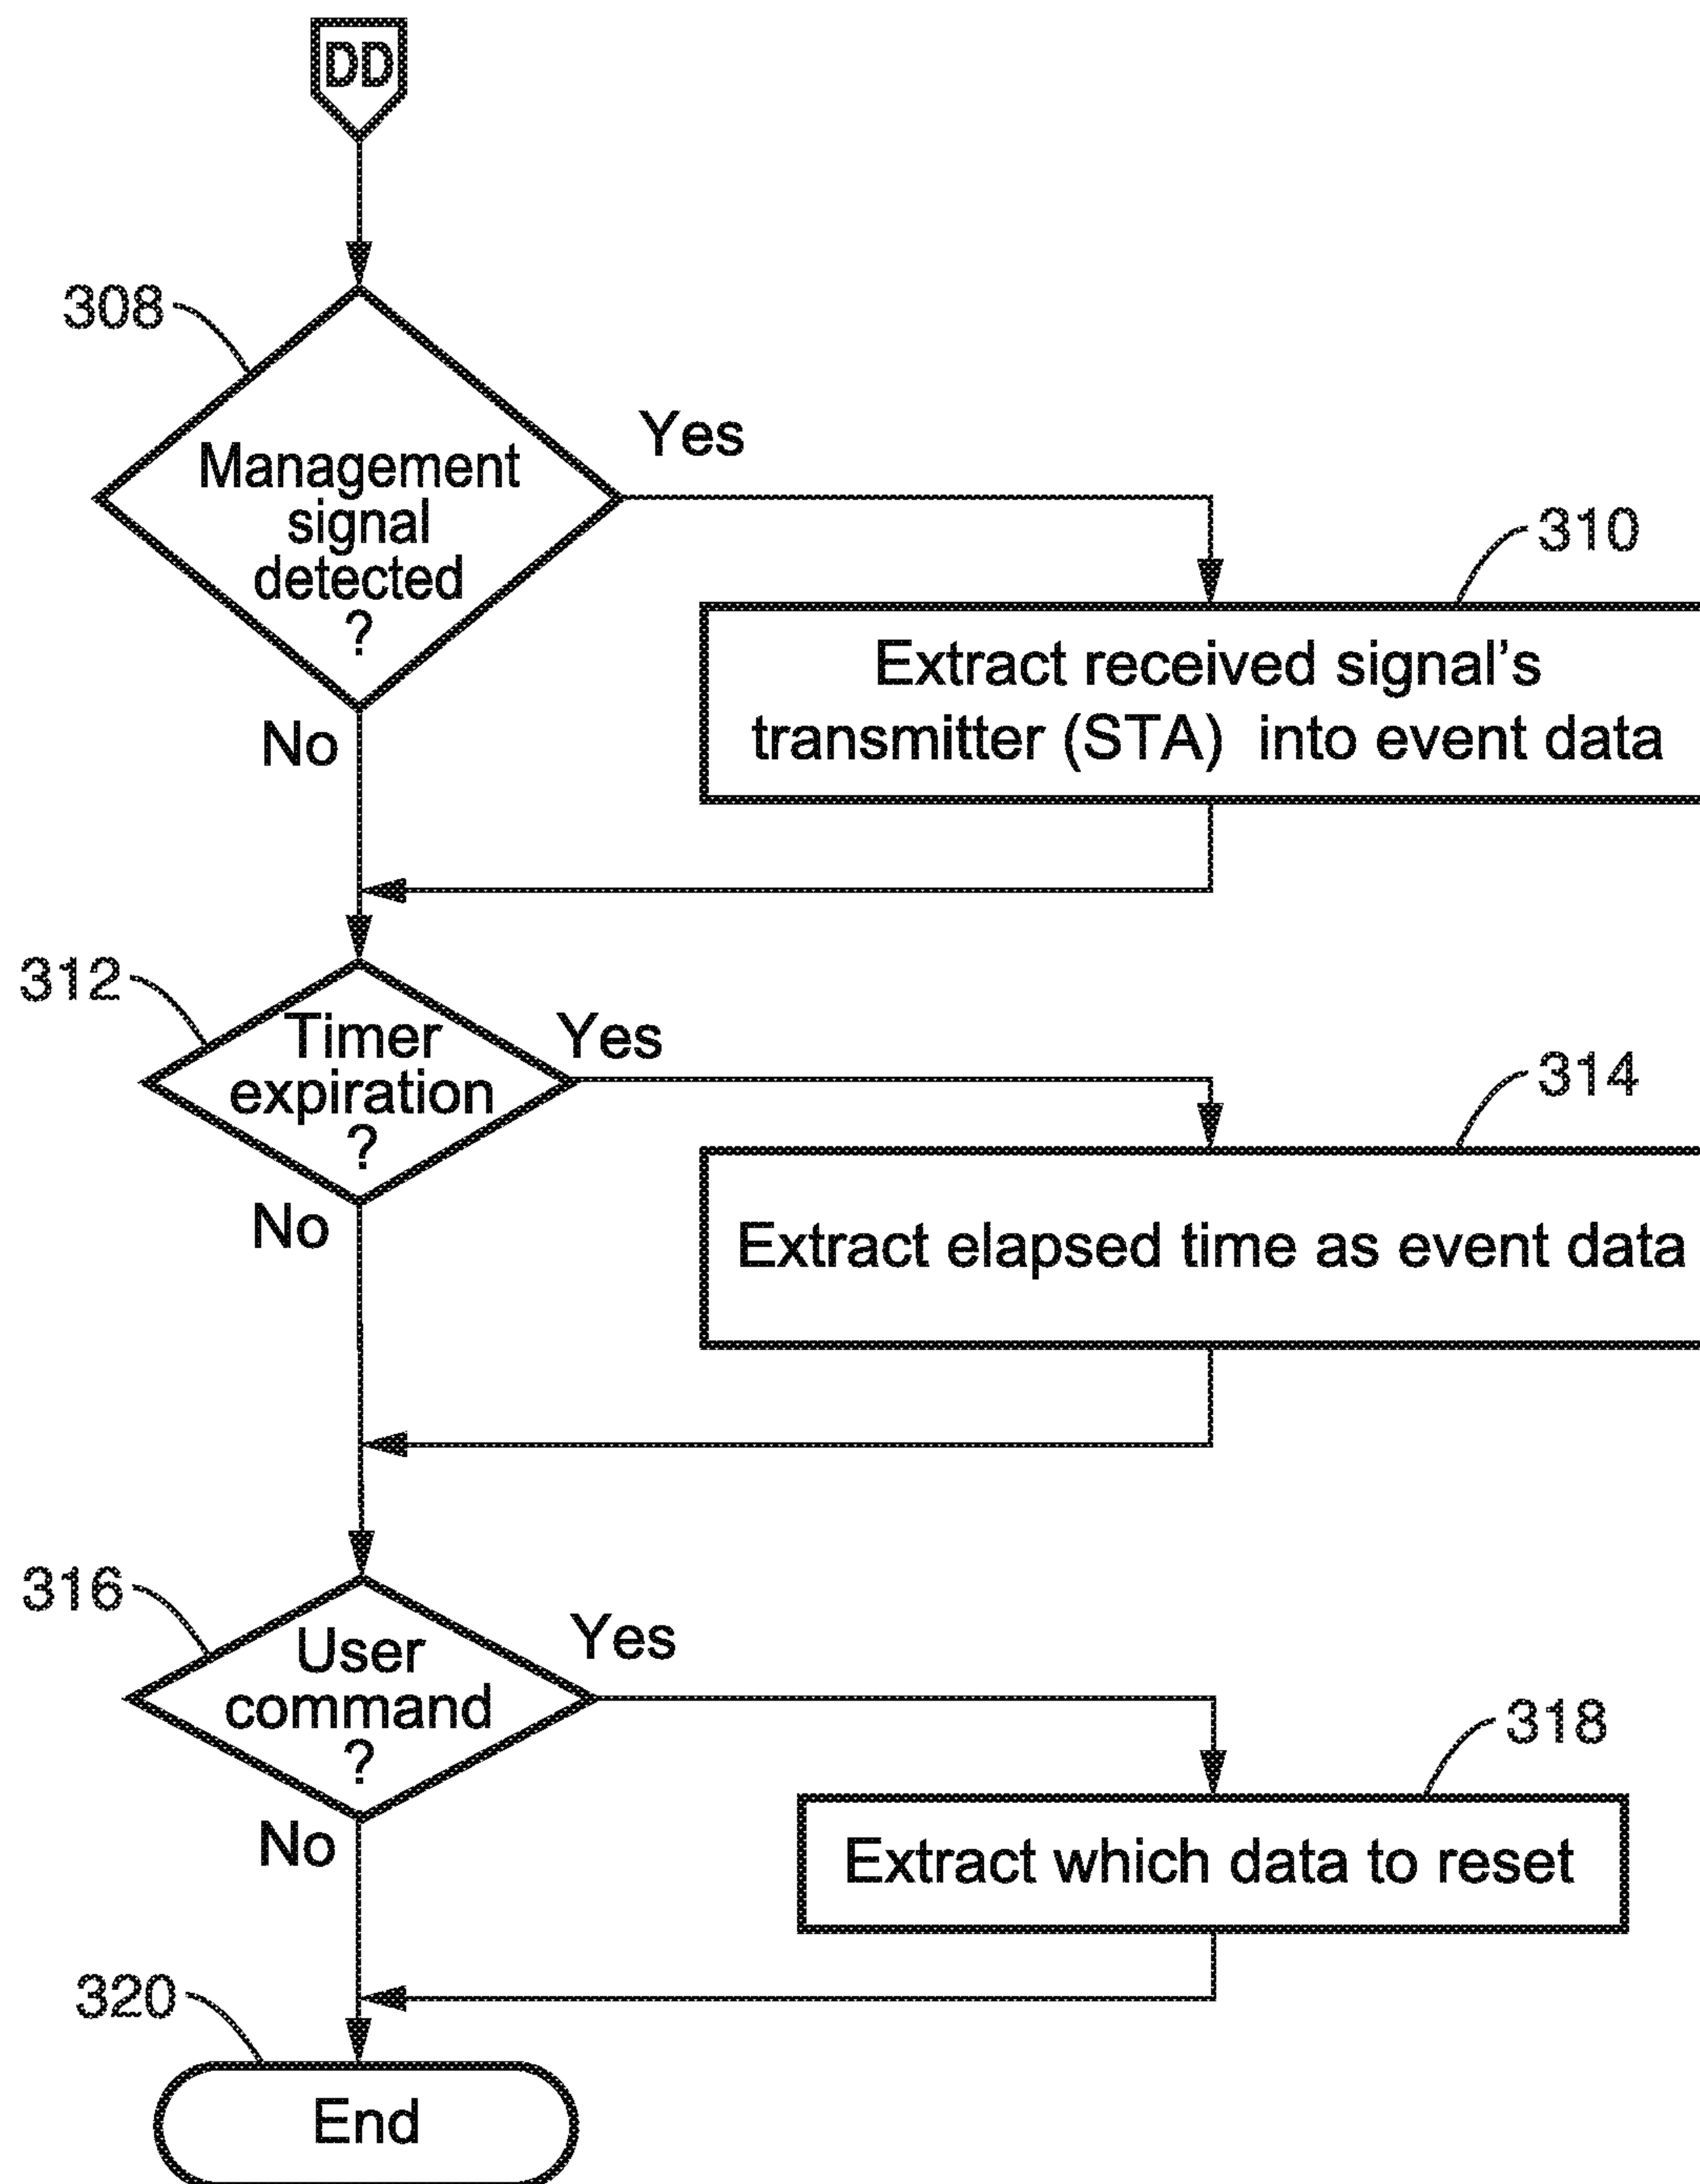 DD
308
Management
signal
detected
?
Yes
No
310
Extract received signal's
transmitter (STA) into event data
312
Timer
expiration
?
Yes
No
314
Extract elapsed time as event data
316
User
command
?
Yes
No
318
Extract which data to reset
320
End